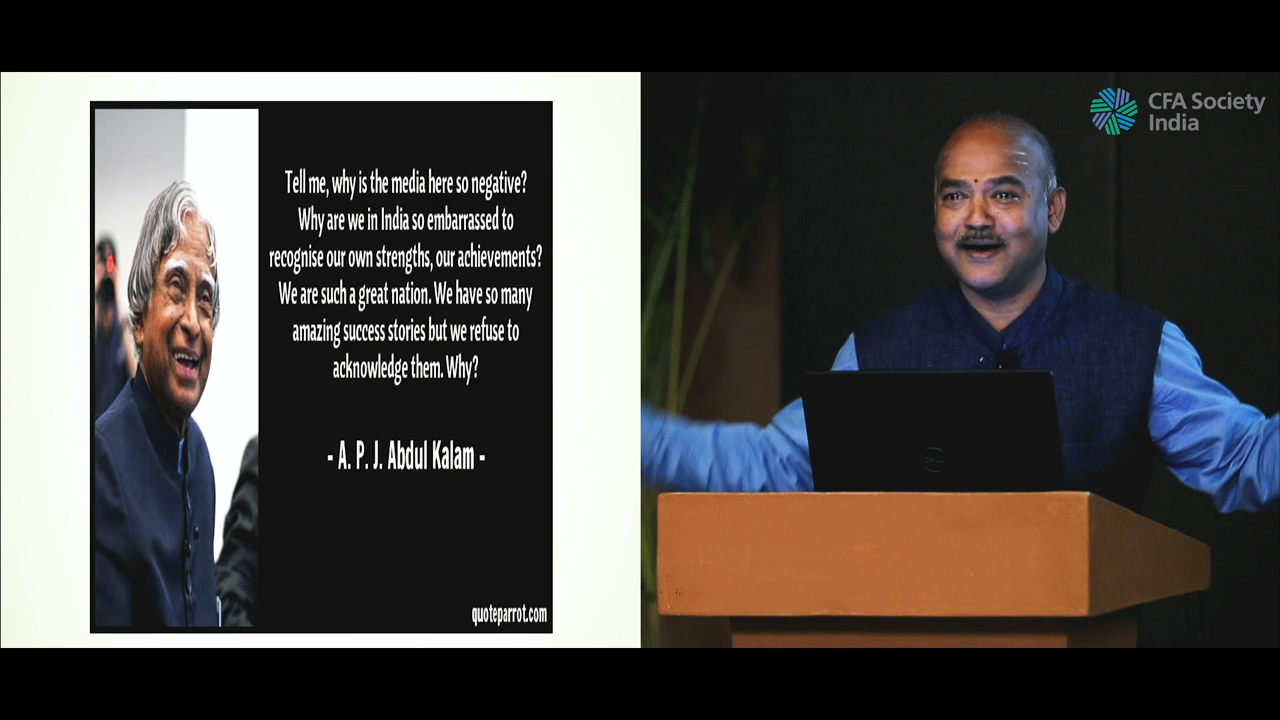 Tell me, why is the media here so negative?
Why are we in India so embarrassed to
recognise our own strengths, our achievements?
We are such a great nation. We have so many
amazing success stories but we refuse to
acknowledge them. Why?
- A. P. J. Abdul Kalam -
quoteparrot.com
CFA Society
India
DELL